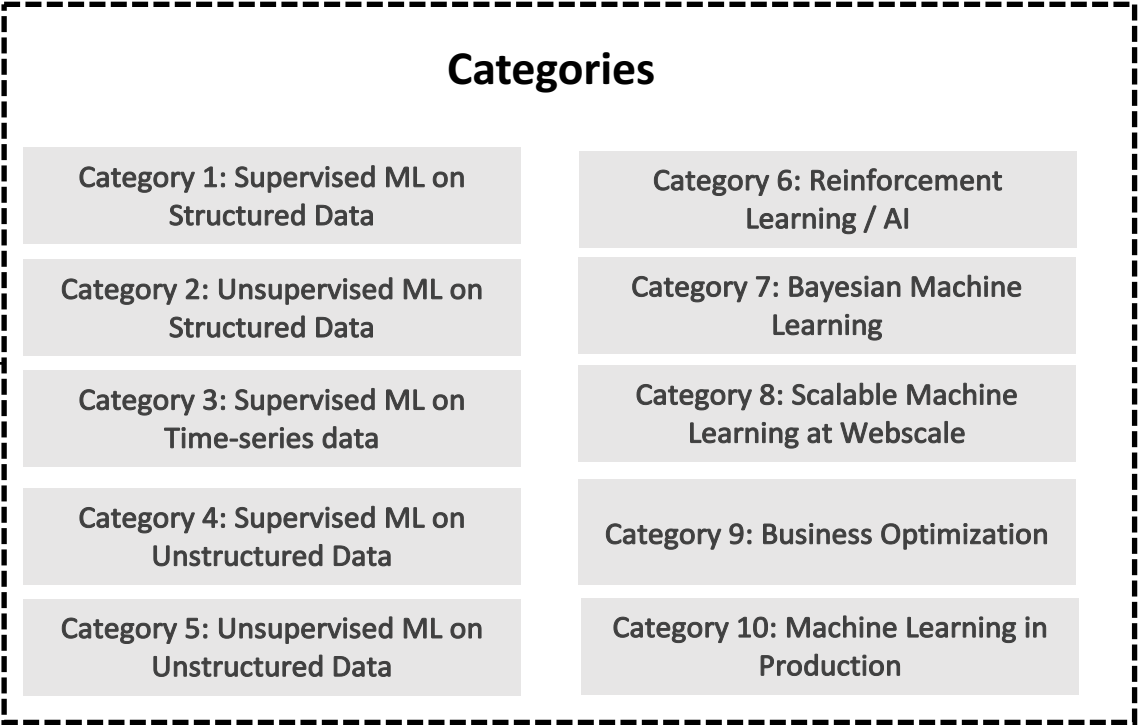 Categories
Category 1: Supervised ML on
Structured Data
Category 2: Unsupervised ML on
Structured Data
Category 3: Supervised ML on
Time-series data
Category 4: Supervised ML on
Unstructured Data
Category 5: Unsupervised ML on
Unstructured Data
Category 6: Reinforcement
Learning / AI
Category 7: Bayesian Machine
Learning
Category 8: Scalable Machine
Learning at Webscale
Category 9: Business Optimization
Category 10: Machine Learning in
Production